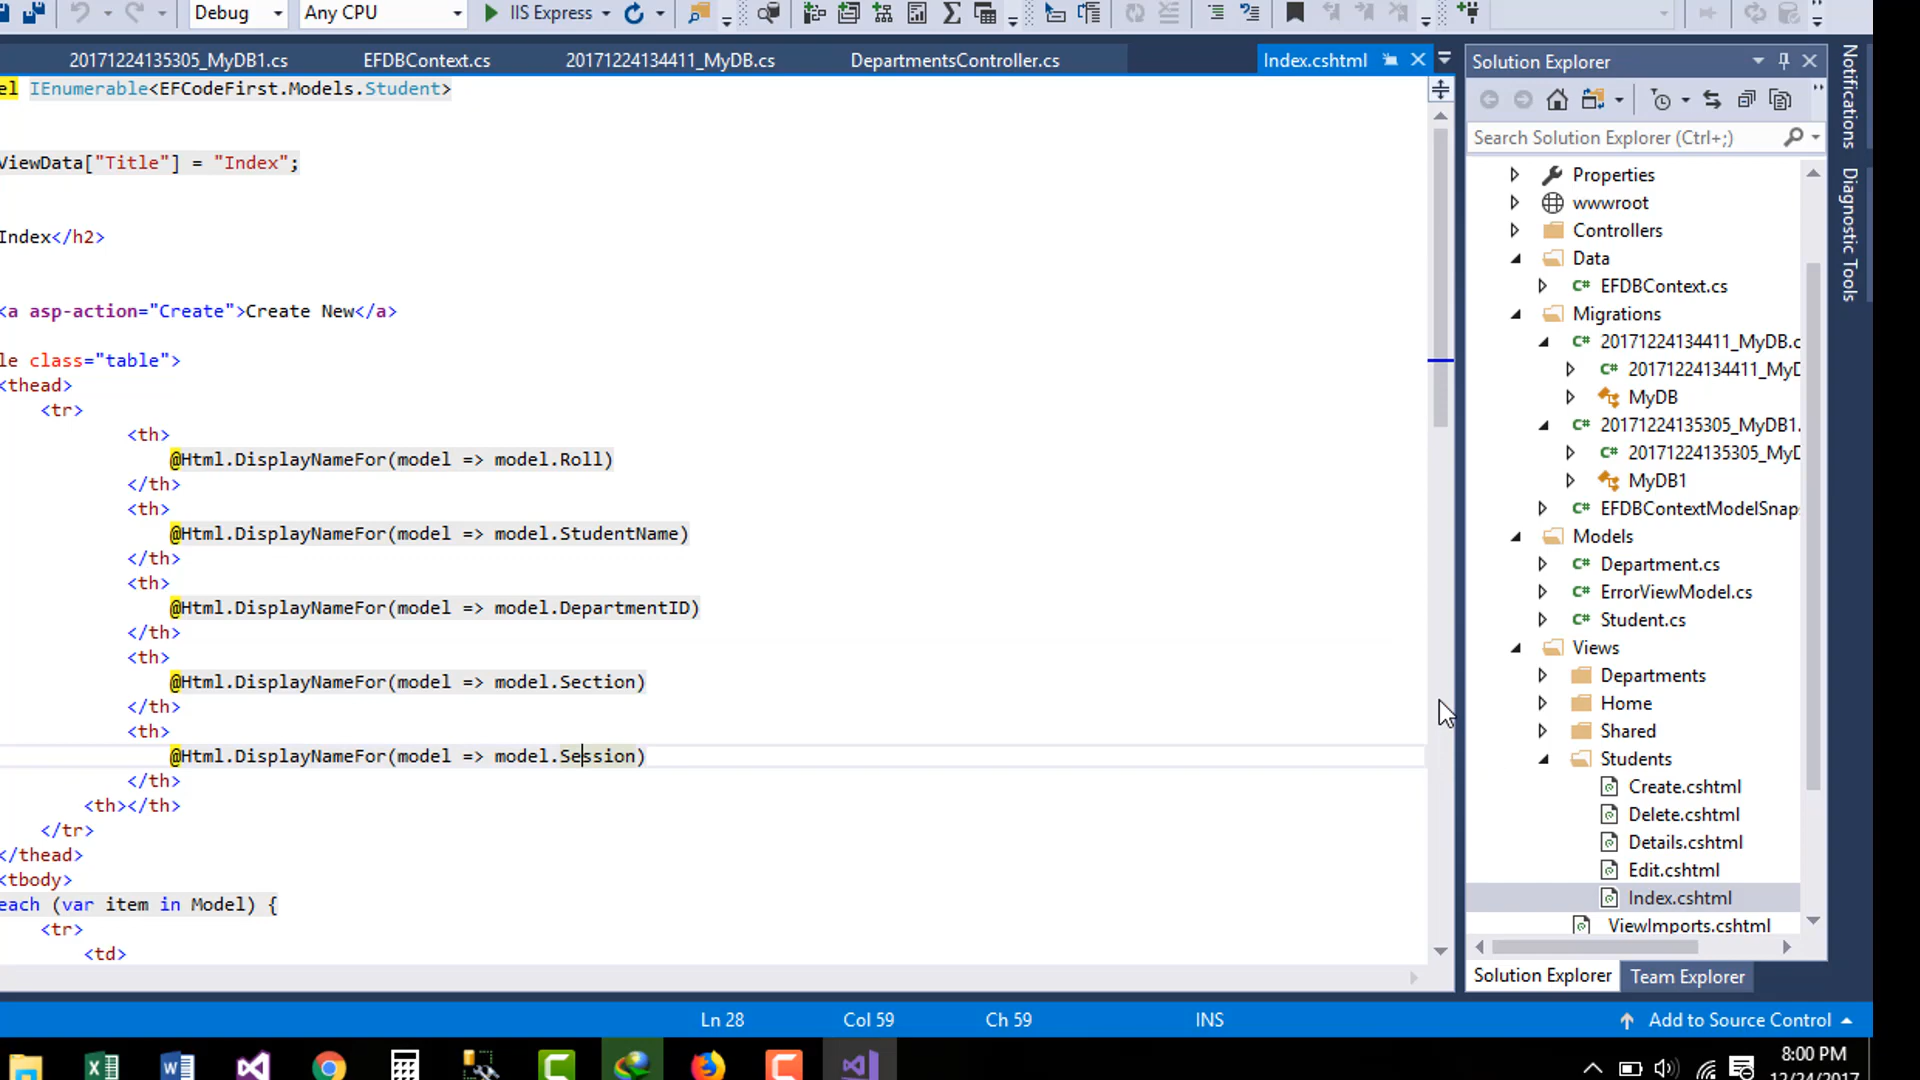 Debug
Any CPU
IIS Express
20171224135305_MyDB1.cs
EFDBContext.cs
20171224134411_MyDB.cs
DepartmentsController.cs
Index.cshtml
el IEnumerable<EFCodeFirst.Models.Student>
ViewData["Title"] = "Index";
Index</h2>
<a asp-action="Create">Create New</a>
le class="table">
<thead>
<tr>
<th>
@Html.DisplayNameFor(model => model.Roll)
</th>
<th>
@Html.DisplayNameFor(model => model.StudentName)
</th>
<th>
@Html.DisplayNameFor(model => model.DepartmentID)
</th>
<th>
@Html.DisplayNameFor(model => model.Section)
</th>
<th>
@Html.DisplayNameFor(model => model.Session)
</th>
<th></th>
</tr>
</thead>
<tbody>
each (var item in Model) {
<tr>
<td>
Solution Explorer
Search Solution Explorer (Ctrl+;)
Properties
wwwroot
Controllers
Data
C# EFDBContext.cs
Migrations
C# 20171224134411_MyDB.c
C# 20171224134411_MyD
MyDB
C# 20171224135305_MyDB1.
C# 20171224135305_MyD
MyDB1
C# EFDBContextModelSnap
Models
C# Department.cs
C# ErrorViewModel.cs
C# Student.cs
Views
Departments
Home
Shared
Students
Create.cshtml
Delete.cshtml
Details.cshtml
Edit.cshtml
Index.cshtml
ViewImports.cshtml
Solution Explorer
Team Explorer
Notifications
Diagnostic Tools
Ln 28
Col 59
Ch 59
INS
Add to Source Control
8:00 PM
12/24/2017